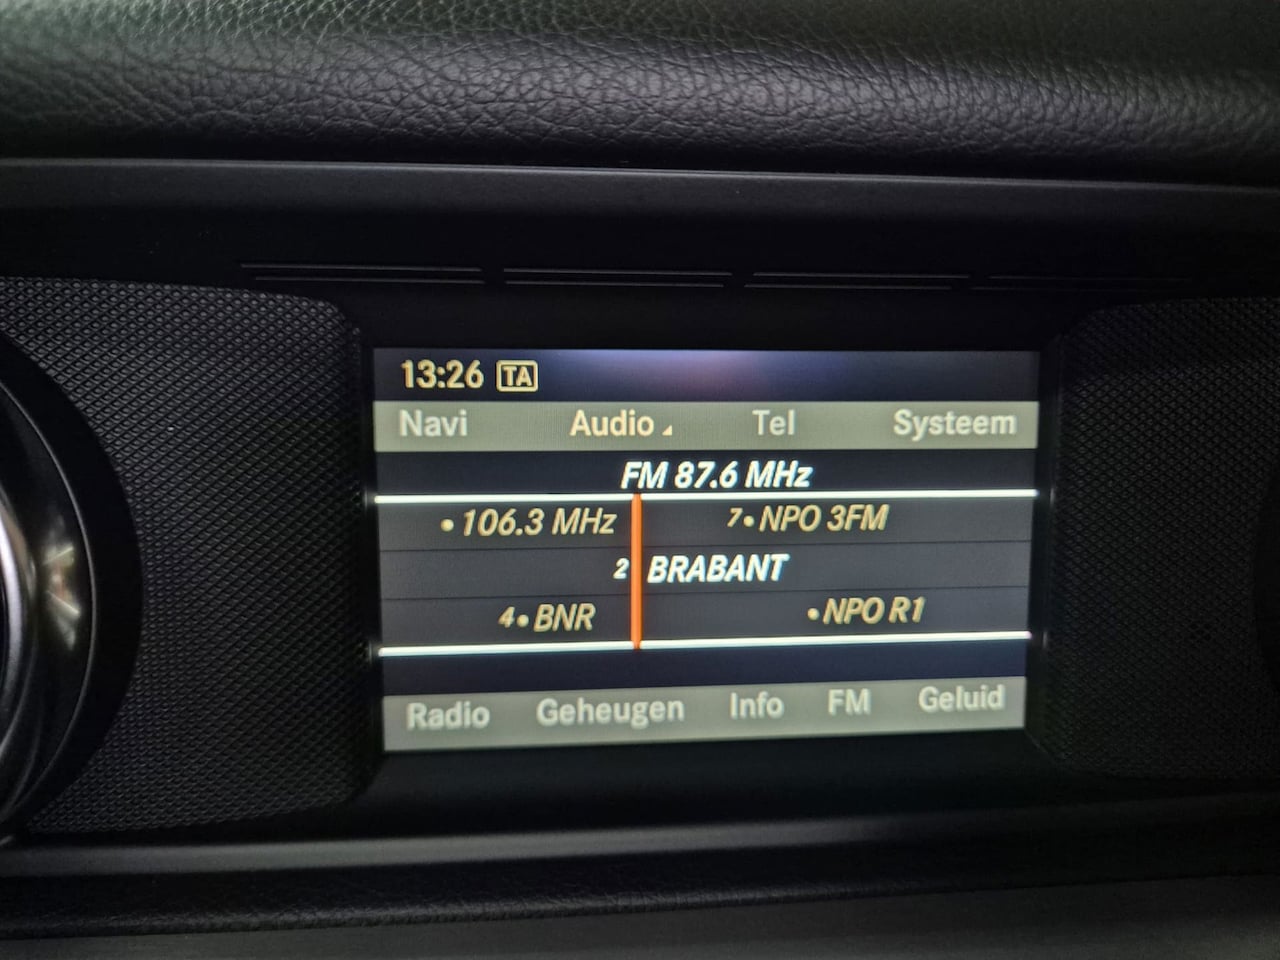 13:26 TA
Navi Audio Tel Systeem
FM 87.6 MHz
•106.3 MHz 7•NPO 3FM
2 BRABANT
4•BNR •NPO R1
Radio Geheugen Info FM Geluid